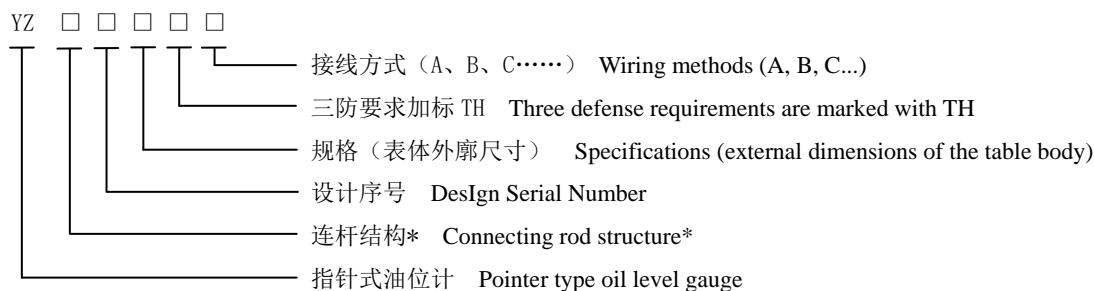 YZ □ □ □ □ □
接线方式（A、B、C……） Wiring methods (A, B, C...)
三防要求加标 TH Three defense requirements are marked with TH
规格（表体外廓尺寸） Specifications (external dimensions of the table body)
设计序号 DesIgn Serial Number
连杆结构* Connecting rod structure*
指针式油位计 Pointer type oil level gauge